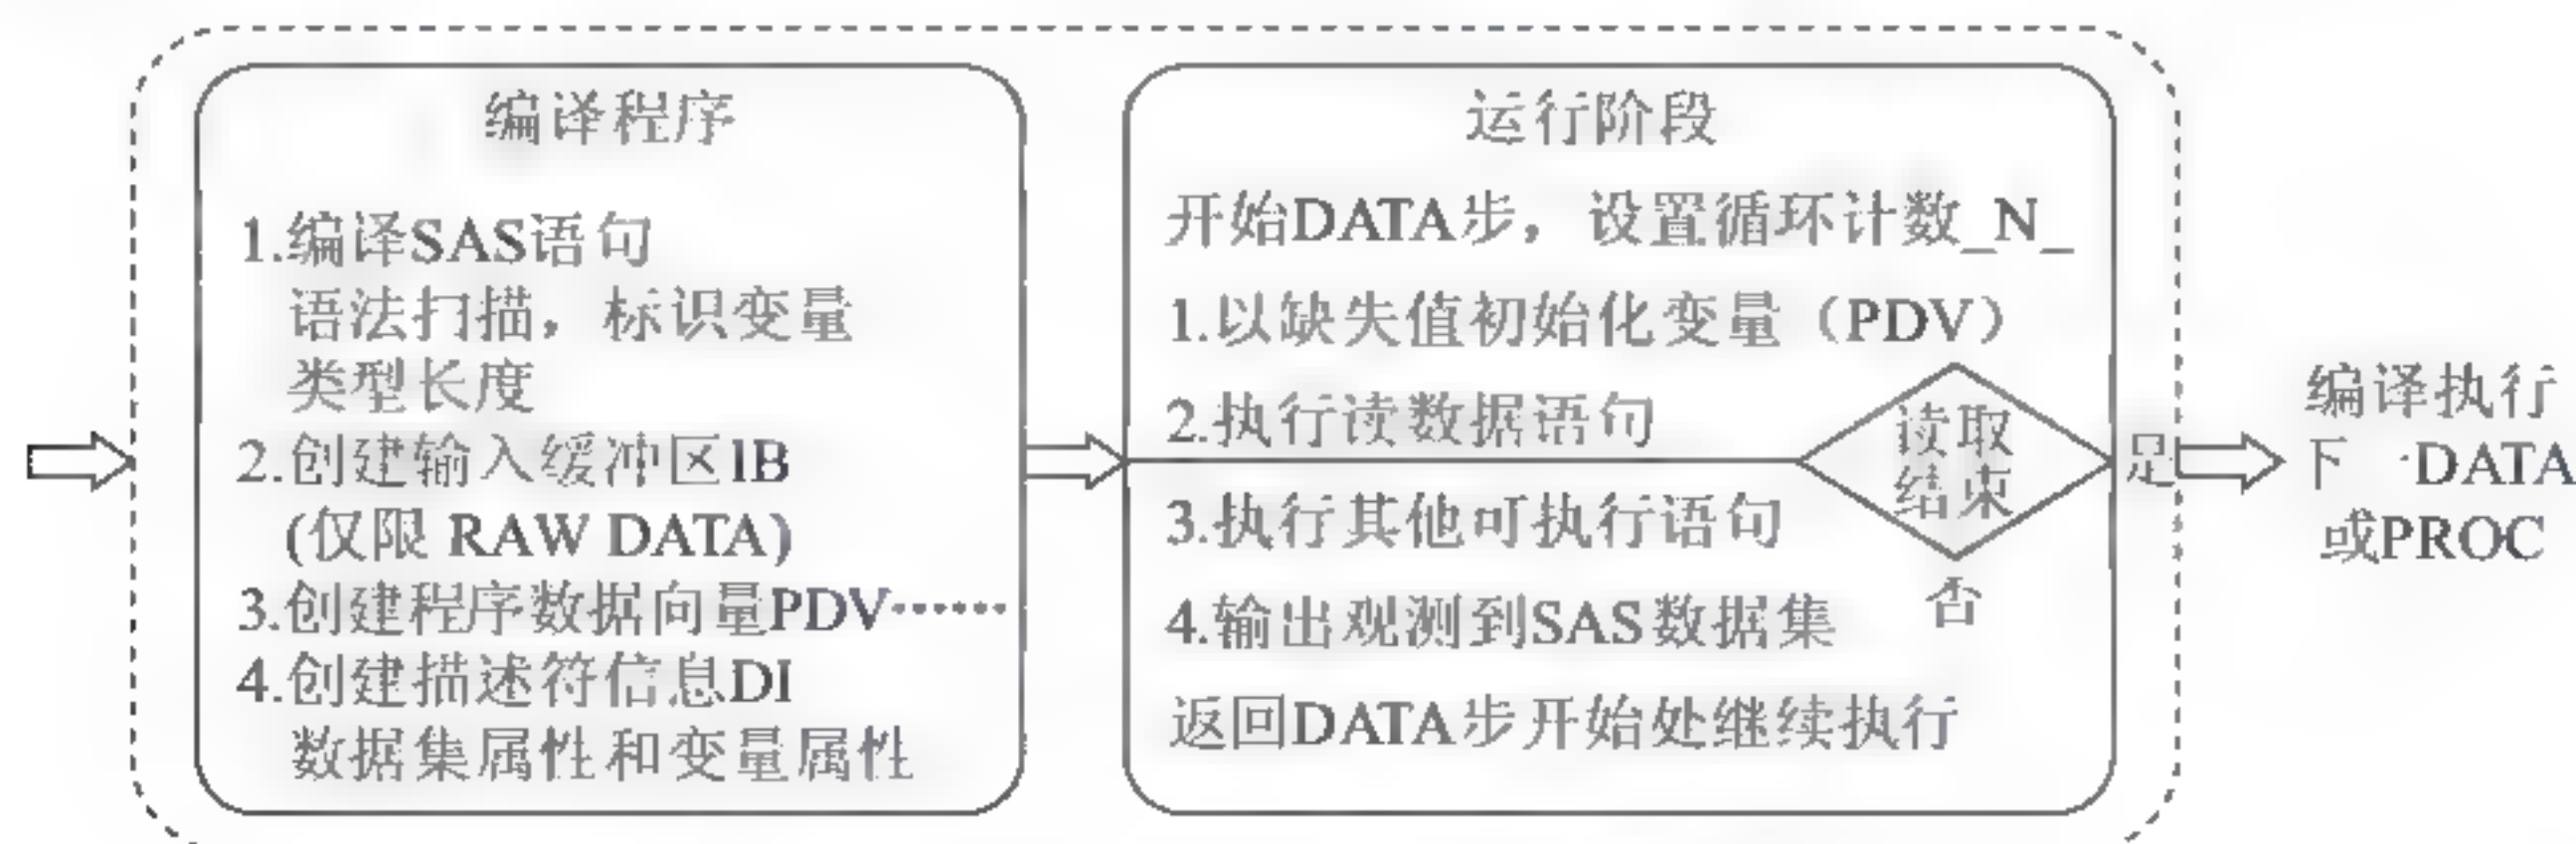 编译程序
1.编译SAS语句
语法扫描，标识变量
类型长度
2.创建输入缓冲区IB
(仅限 RAW DATA)
3.创建程序数据向量PDV······
4.创建描述符信息DI
数据集属性和变量属性
运行阶段
开始DATA步，设置循环计数_N_
1.以缺失值初始化变量（PDV）
2.执行读数据语句
读取
结束
3.执行其他可执行语句
否
4.输出观测到SAS数据集
返回DATA步开始处继续执行
是
编译执行
下一DATA
或PROC